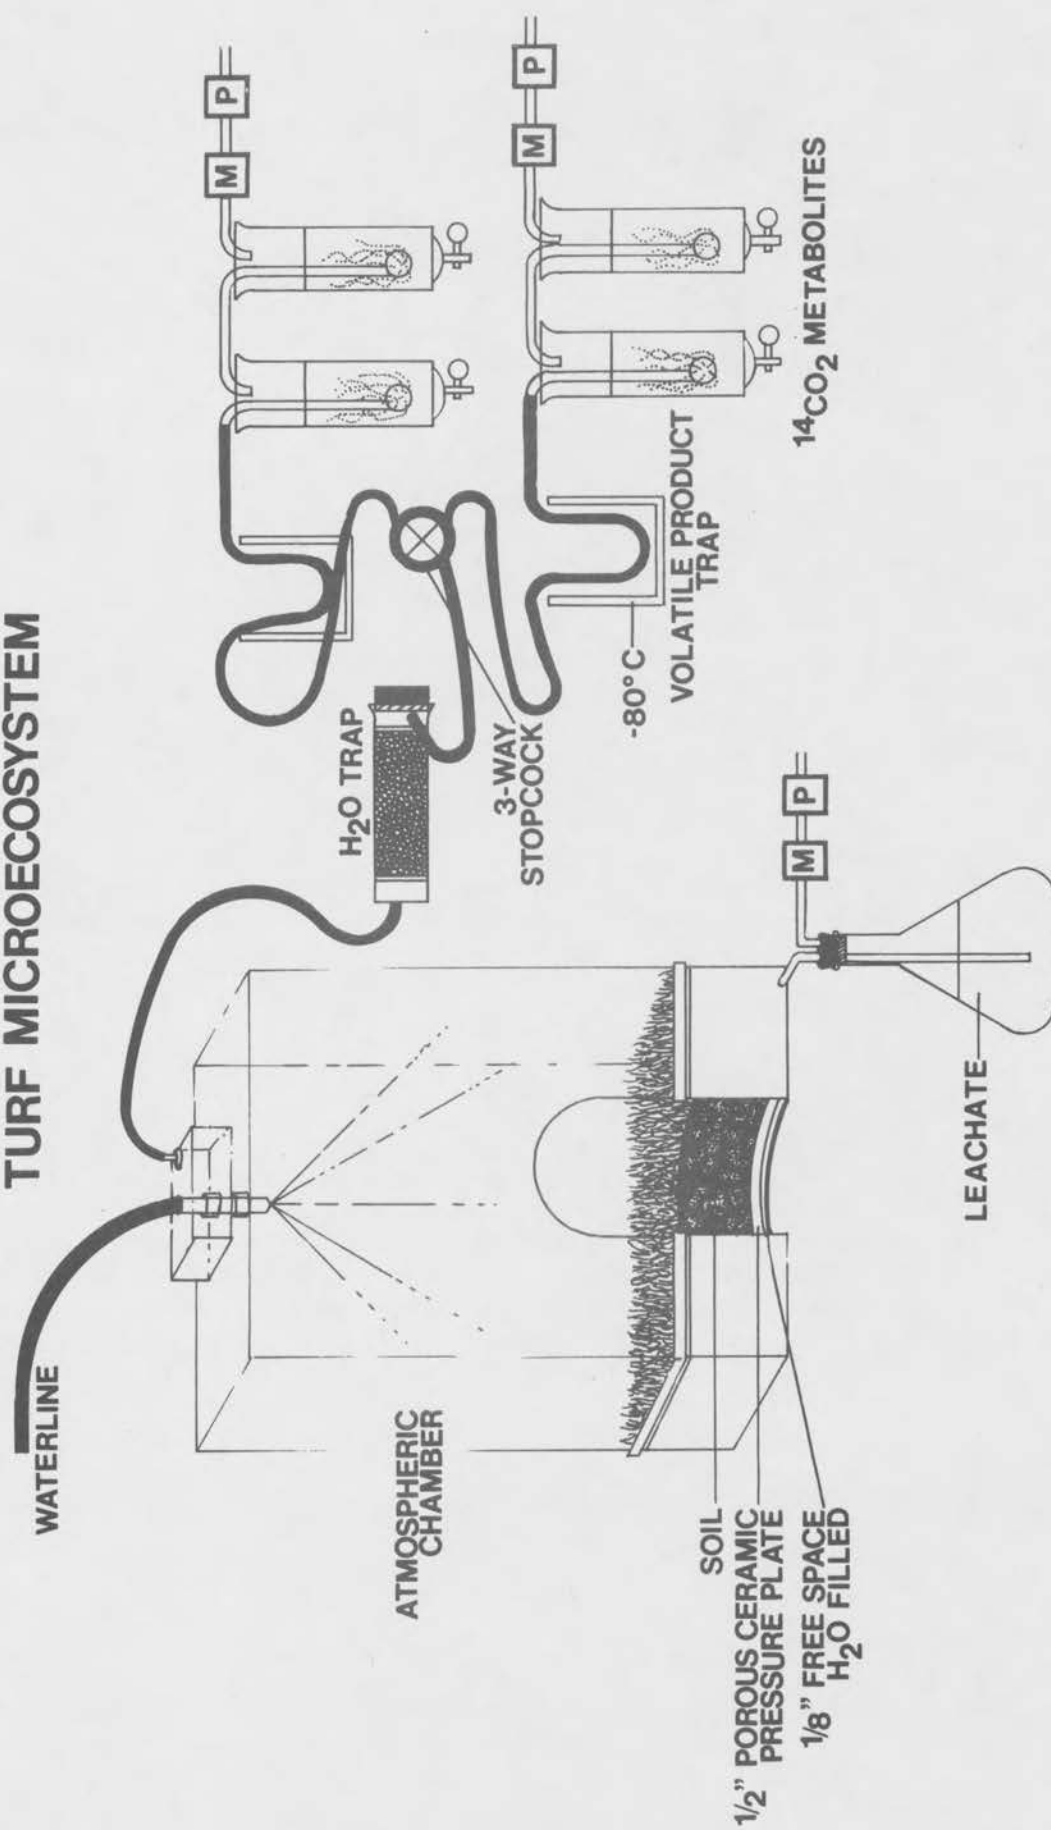 TURF MICROECOSYSTEM
WATERLINE
ATMOSPHERIC
CHAMBER
H2O TRAP
3-WAY
STOPCOCK
M P
M P
-80°C
VOLATILE PRODUCT
TRAP
14CO2 METABOLITES
SOIL
1/2" POROUS CERAMIC
PRESSURE PLATE
1/8" FREE SPACE
H2O FILLED
M P
LEACHATE